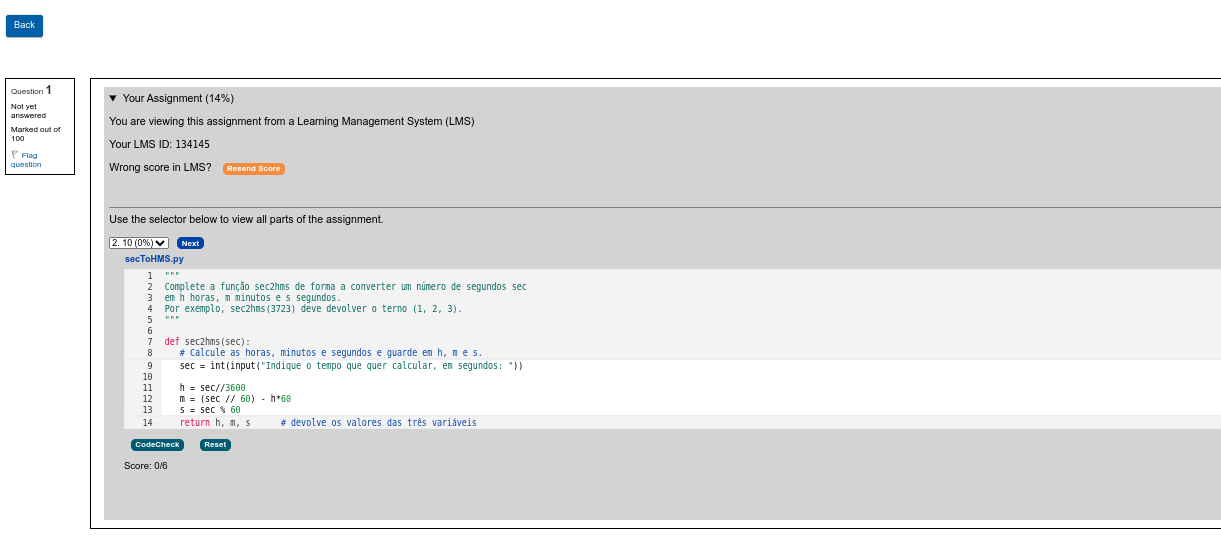 Back
Question 1
Not yet
answered
Marked out of
100
Flag
question
▼ Your Assignment (14%)
You are viewing this assignment from a Learning Management System (LMS)
Your LMS ID: 134145
Wrong score in LMS? Resend Score
Use the selector below to view all parts of the assignment.
2. 10 (0%) Next
secToHMS.py
1 """
2 Complete a função sec2hms de forma a converter um número de segundos sec
3 em h horas, m minutos e s segundos.
4 Por exemplo, sec2hms(3723) deve devolver o terno (1, 2, 3).
5 """
6
7 def sec2hms(sec):
8 # Calcule as horas, minutos e segundos e guarde em h, m e s.
9 sec = int(input("Indique o tempo que quer calcular, em segundos: "))
10
11 h = sec//3600
12 m = (sec // 60) - h*60
13 s = sec % 60
14 return h, m, s # devolve os valores das três variáveis
CodeCheck Reset
Score: 0/6